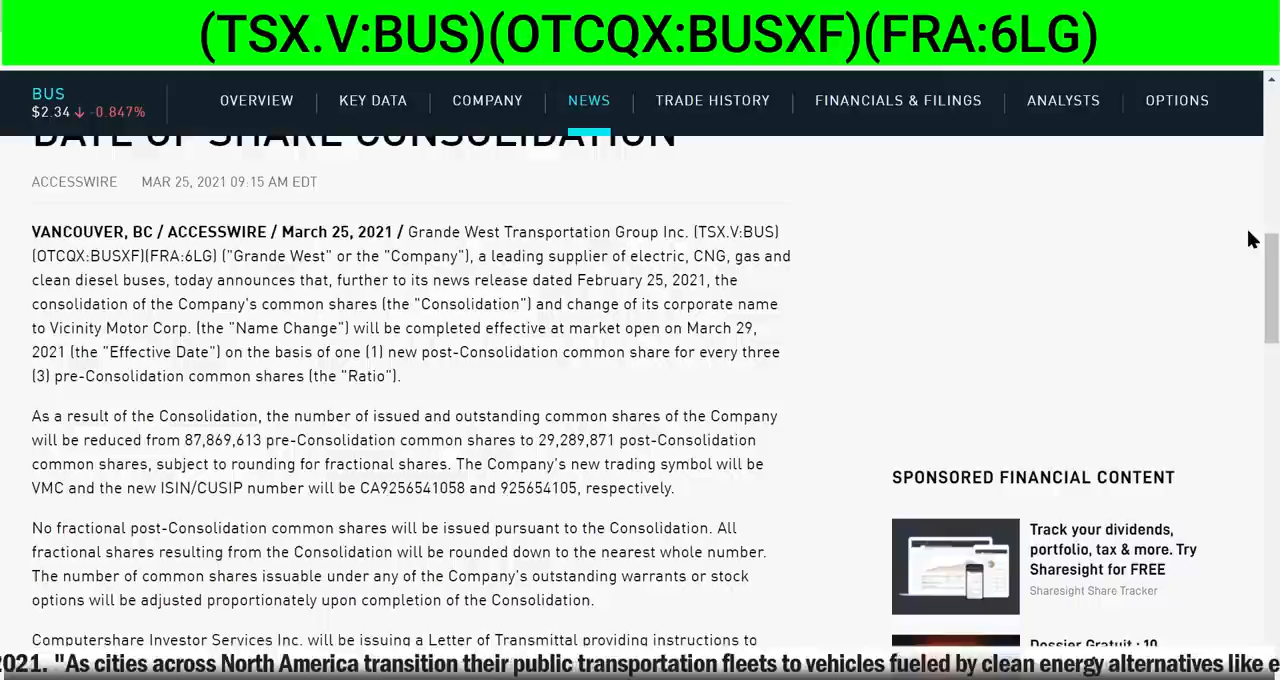 (TSX.V:BUS)(OTCQX:BUSXF)(FRA:6LG)
BUS
$2.34 ↓ -0.847%
OVERVIEW
KEY DATA
COMPANY
NEWS
TRADE HISTORY
FINANCIALS & FILINGS
ANALYSTS
OPTIONS
DATE OF SHARE CONSOLIDATION
ACCESSWIRE MAR 25, 2021 09:15 AM EDT
VANCOUVER, BC / ACCESSWIRE / March 25, 2021 / Grande West Transportation Group Inc. (TSX.V:BUS)
(OTCQX:BUSXF)(FRA:6LG) ("Grande West" or the "Company"), a leading supplier of electric, CNG, gas and
clean diesel buses, today announces that, further to its news release dated February 25, 2021, the
consolidation of the Company's common shares (the "Consolidation") and change of its corporate name
to Vicinity Motor Corp. (the "Name Change") will be completed effective at market open on March 29,
2021 (the "Effective Date") on the basis of one (1) new post-Consolidation common share for every three
(3) pre-Consolidation common shares (the "Ratio").
As a result of the Consolidation, the number of issued and outstanding common shares of the Company
will be reduced from 87,869,613 pre-Consolidation common shares to 29,289,871 post-Consolidation
common shares, subject to rounding for fractional shares. The Company's new trading symbol will be
VMC and the new ISIN/CUSIP number will be CA9256541058 and 925654105, respectively.
No fractional post-Consolidation common shares will be issued pursuant to the Consolidation. All
fractional shares resulting from the Consolidation will be rounded down to the nearest whole number.
The number of common shares issuable under any of the Company's outstanding warrants or stock
options will be adjusted proportionately upon completion of the Consolidation.
Computershare Investor Services Inc. will be issuing a Letter of Transmittal providing instructions to
SPONSORED FINANCIAL CONTENT
Track your dividends,
portfolio, tax & more. Try
Sharesight for FREE
Sharesight Share Tracker
Dossier Gratuit : 10
2021. "As cities across North America transition their public transportation fleets to vehicles fueled by clean energy alternatives like e